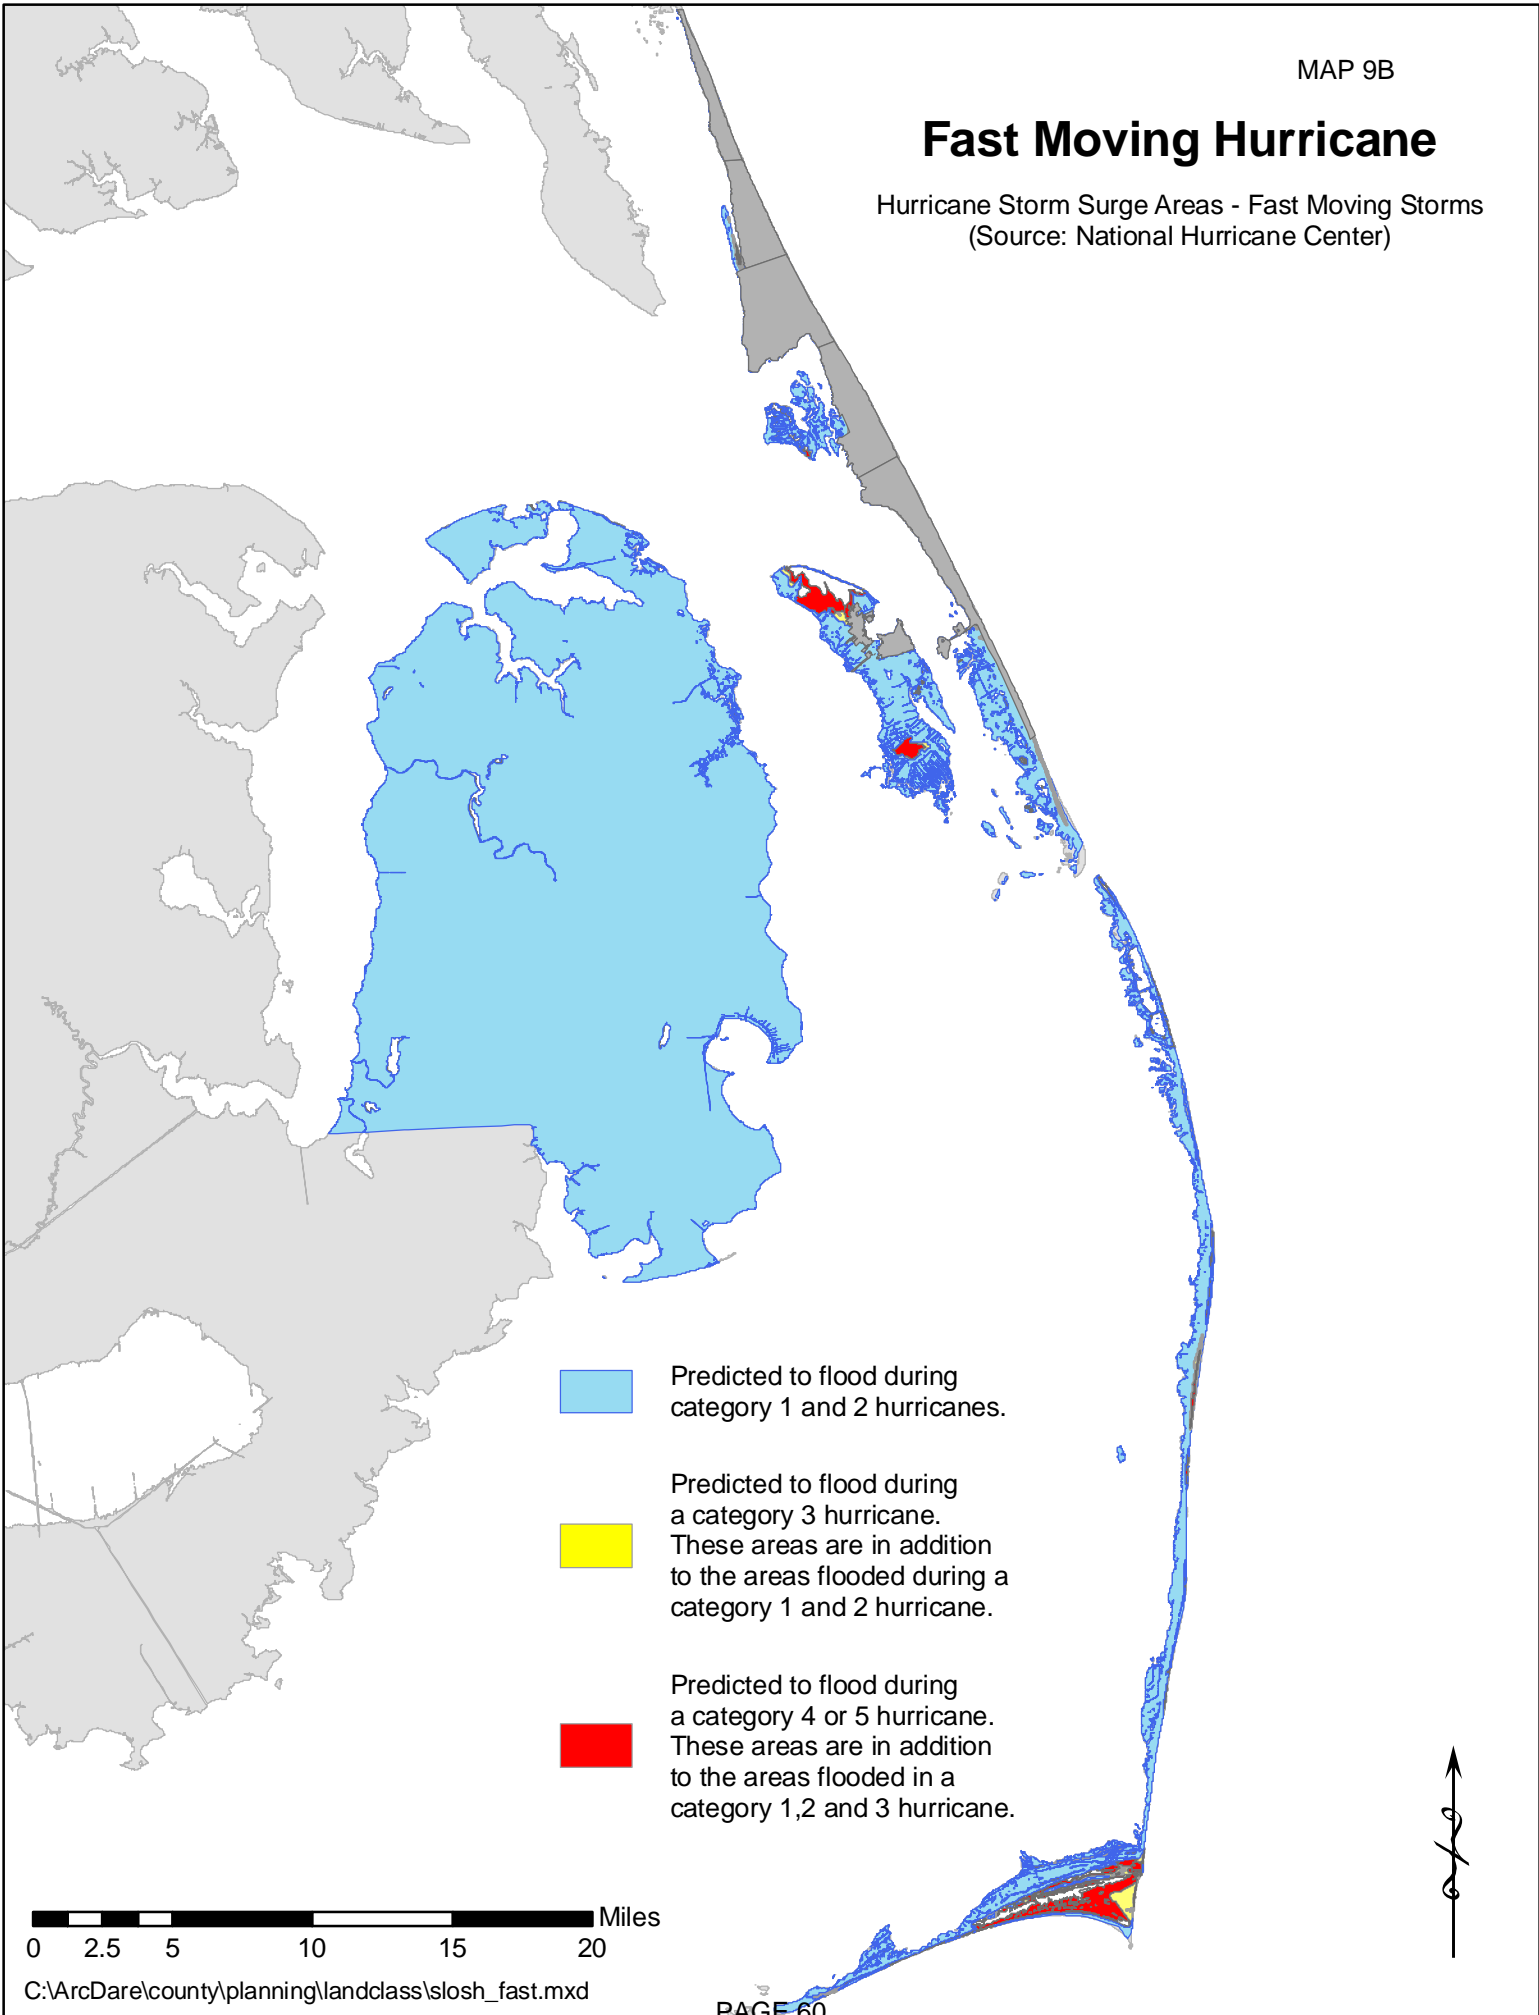 MAP 9B
Fast Moving Hurricane
Hurricane Storm Surge Areas - Fast Moving Storms
(Source: National Hurricane Center)
Predicted to flood during
category 1 and 2 hurricanes.
Predicted to flood during
a category 3 hurricane.
These areas are in addition
to the areas flooded during a
category 1 and 2 hurricane.
Predicted to flood during
a category 4 or 5 hurricane.
These areas are in addition
to the areas flooded in a
category 1,2 and 3 hurricane.
Miles
0 2.5 5 10 15 20
C:\ArcDare\county\planning\landclass\slosh_fast.mxd
PAGE 60